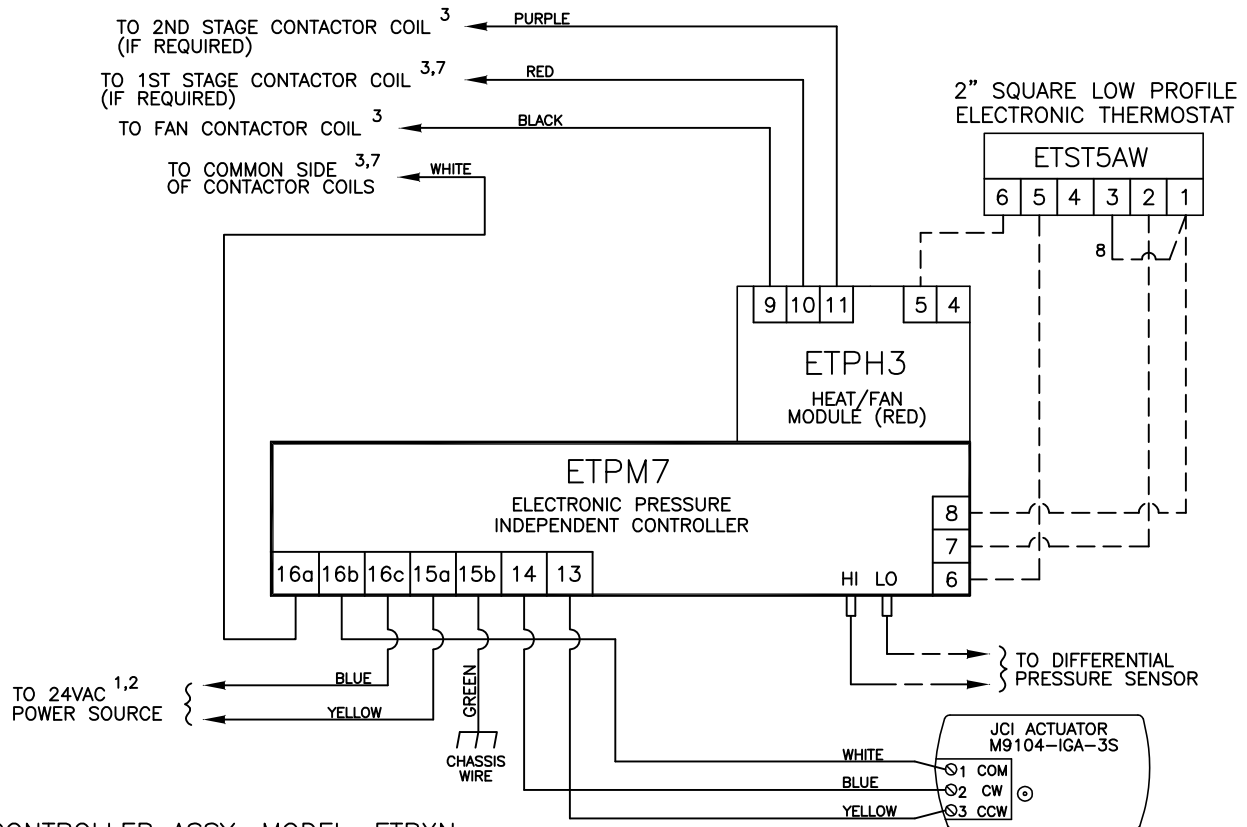 TO 2ND STAGE CONTACTOR COIL 3
(IF REQUIRED)
PURPLE
TO 1ST STAGE CONTACTOR COIL 3,7
(IF REQUIRED)
RED
TO FAN CONTACTOR COIL 3
BLACK
TO COMMON SIDE 3,7
OF CONTACTOR COILS
WHITE
2" SQUARE LOW PROFILE
ELECTRONIC THERMOSTAT
ETST5AW
6 5 4 3 2 1
8
9 10 11 5 4
ETPH3
HEAT/FAN
MODULE (RED)
ETPM7
ELECTRONIC PRESSURE
INDEPENDENT CONTROLLER
8
7
6
16a 16b 16c 15a 15b 14 13
HI LO
TO DIFFERENTIAL
PRESSURE SENSOR
TO 24VAC 1,2
POWER SOURCE
BLUE
YELLOW
GREEN
CHASSIS
WIRE
JCI ACTUATOR
M9104-IGA-3S
WHITE
1 COM
BLUE
2 CW
YELLOW
3 CCW